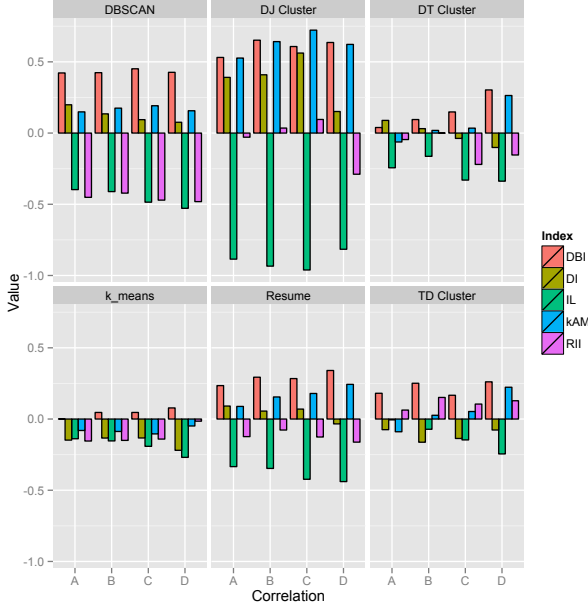 DBSCAN DJ Cluster DT Cluster
0.5
0.0
-0.5
-1.0
k_means Resume TD Cluster
0.5
0.0
-0.5
-1.0
A B C D A B C D A B C D
Correlation
Value
Index
DBI
DI
IL
kAM
RII